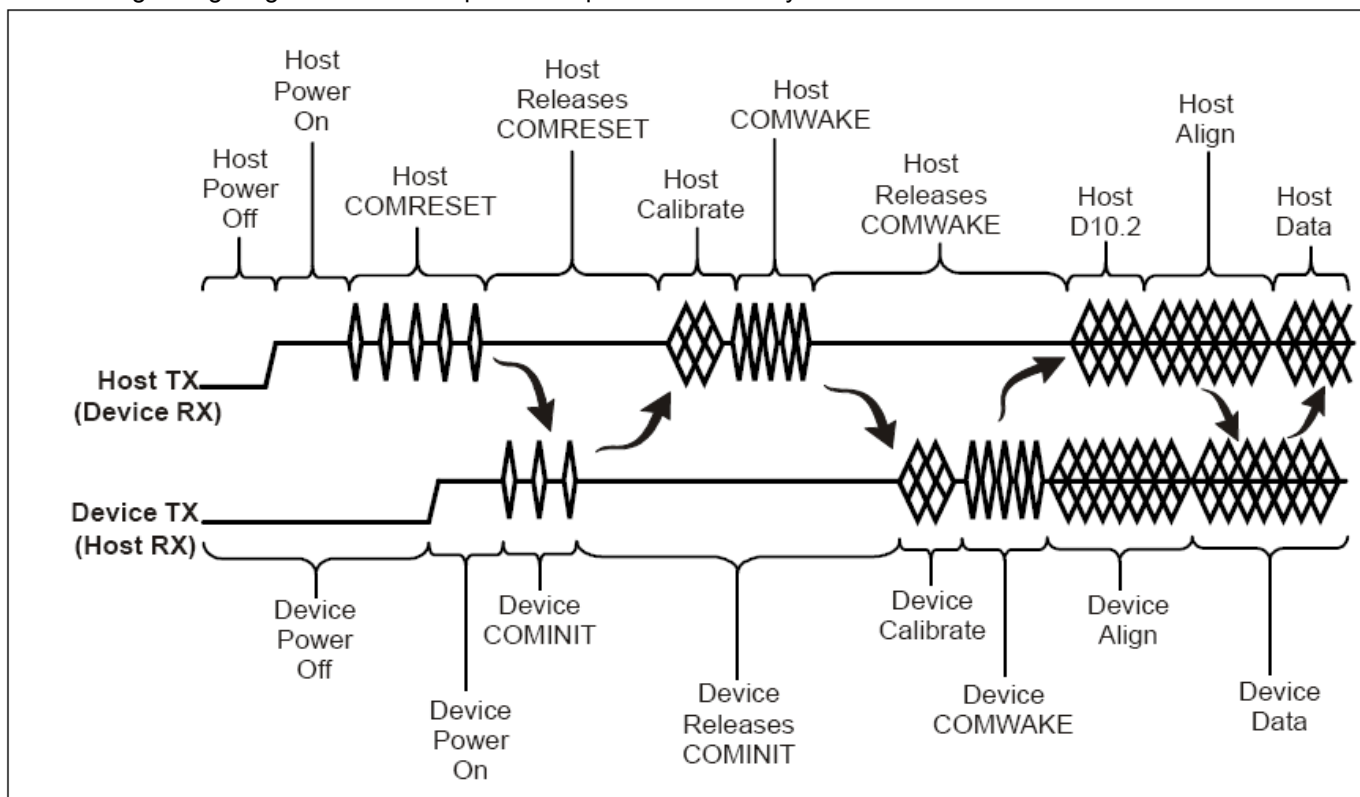 Host
Power
Off
Host
Power
On
Host
COMRESET
Host
Releases
COMRESET
Host
Calibrate
Host
COMWAKE
Host
Releases
COMWAKE
Host
D10.2
Host
Align
Host
Data
Host TX
(Device RX)
Device TX
(Host RX)
Device
Power
Off
Device
Power
On
Device
COMINIT
Device
Releases
COMINIT
Device
Calibrate
Device
COMWAKE
Device
Align
Device
Data